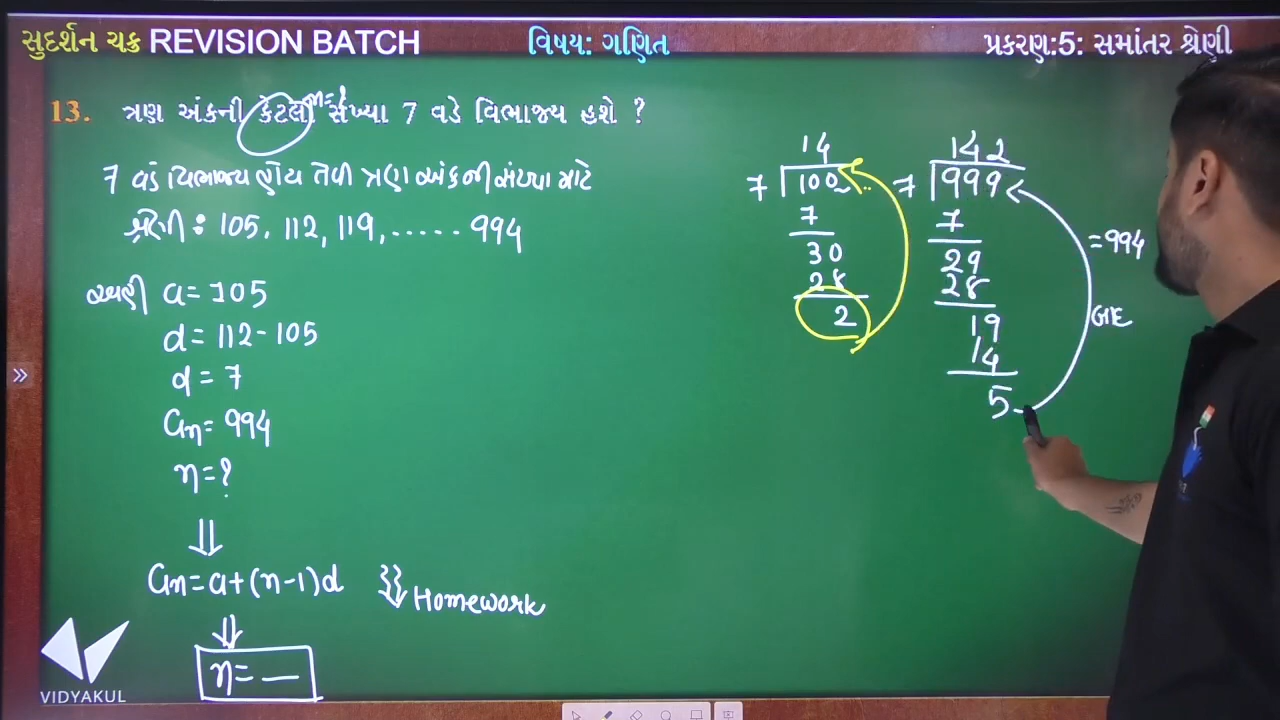 સુદર્શન ચક્ર REVISION BATCH
વિષય: ગણિત
પ્રકરણ:5: સમાંતર શ્રેણી
13. ત્રણ અંકની કેટલી સંખ્યા 7 વડે વિભાજ્ય હશે ?
n=?
7 વડે વિભાજ્ય હોય તેવી ત્રણ અંકની સંખ્યા માટે
શ્રેણી : 105, 112, 119, ..... 994
અહીં a = 105
d = 112 - 105
d = 7
an = 994
n = ?
⇓
an = a + (n-1)d
Homework
⇓
n = —
14
7 100
7
30
28
2
142
7 999
7
29
28
19
14
5
= 994
બાદ
VIDYAKUL